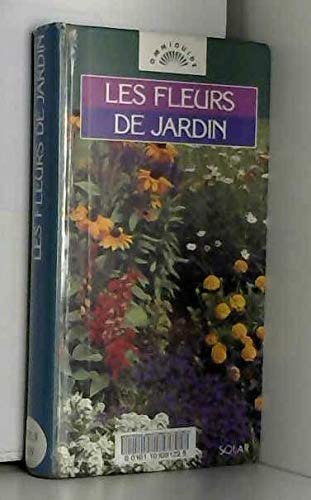 OMNIGUIDE
LES FLEURS
DE JARDIN
LES FLEURS DE JARDIN
SOLAR